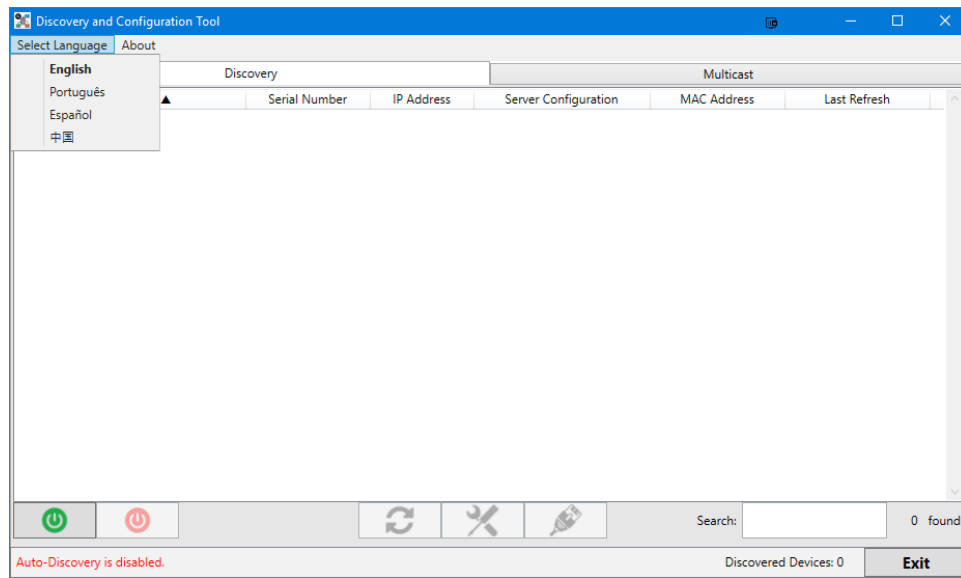 Discovery and Configuration Tool
Select Language About
English
Português
Español
中国
Discovery Multicast
Serial Number IP Address Server Configuration MAC Address Last Refresh
Search: 0 found
Auto-Discovery is disabled. Discovered Devices: 0 Exit